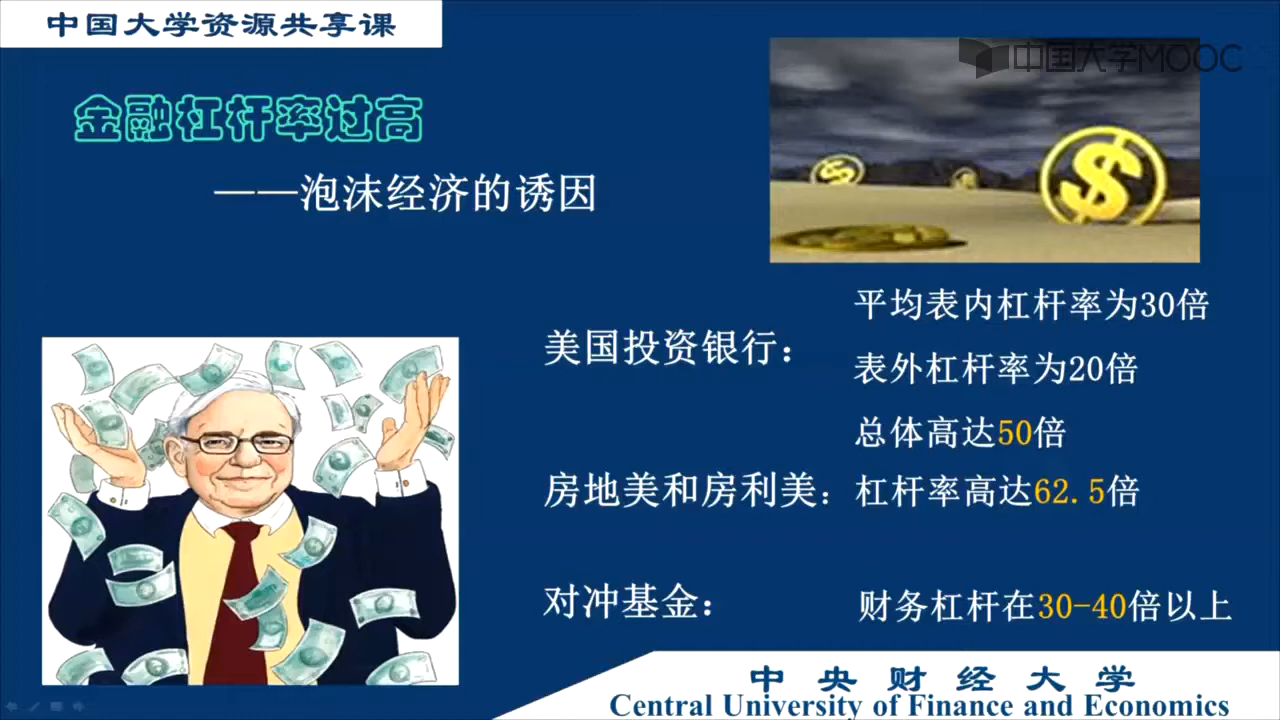 中国大学资源共享课
中国大学MOOC
金融杠杆率过高
——泡沫经济的诱因
美国投资银行：
平均表内杠杆率为30倍
表外杠杆率为20倍
总体高达50倍
房地美和房利美：杠杆率高达62.5倍
对冲基金：财务杠杆在30-40倍以上
中央财经大学
Central University of Finance and Economics